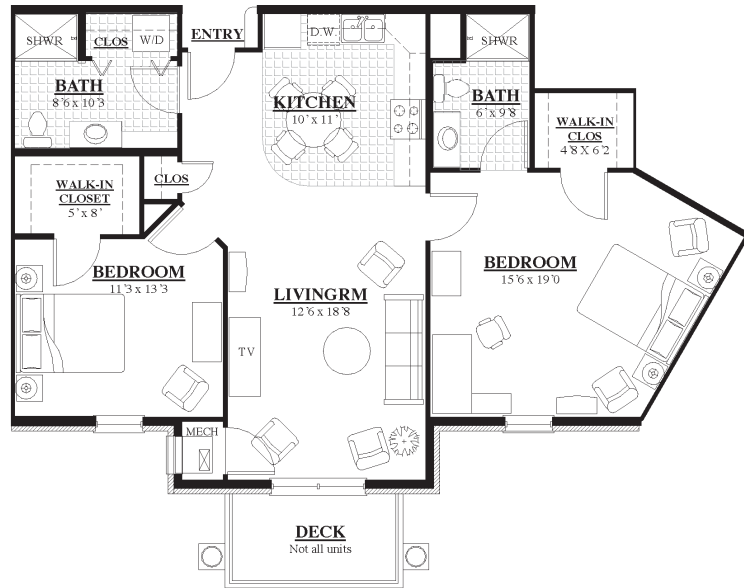 SHWR
CLOS
W/D
ENTRY
D.W.
SHWR
BATH
8'6 x 10'3
KITCHEN
10' x 11'
BATH
6' x 9'8
WALK-IN
CLOS
4'8 X 6'2
WALK-IN
CLOSET
5' x 8'
CLOS
BEDROOM
11'3 x 13'3
LIVINGRM
12'6 x 18'8
BEDROOM
15'6 x 19'0
TV
MECH
DECK
Not all units